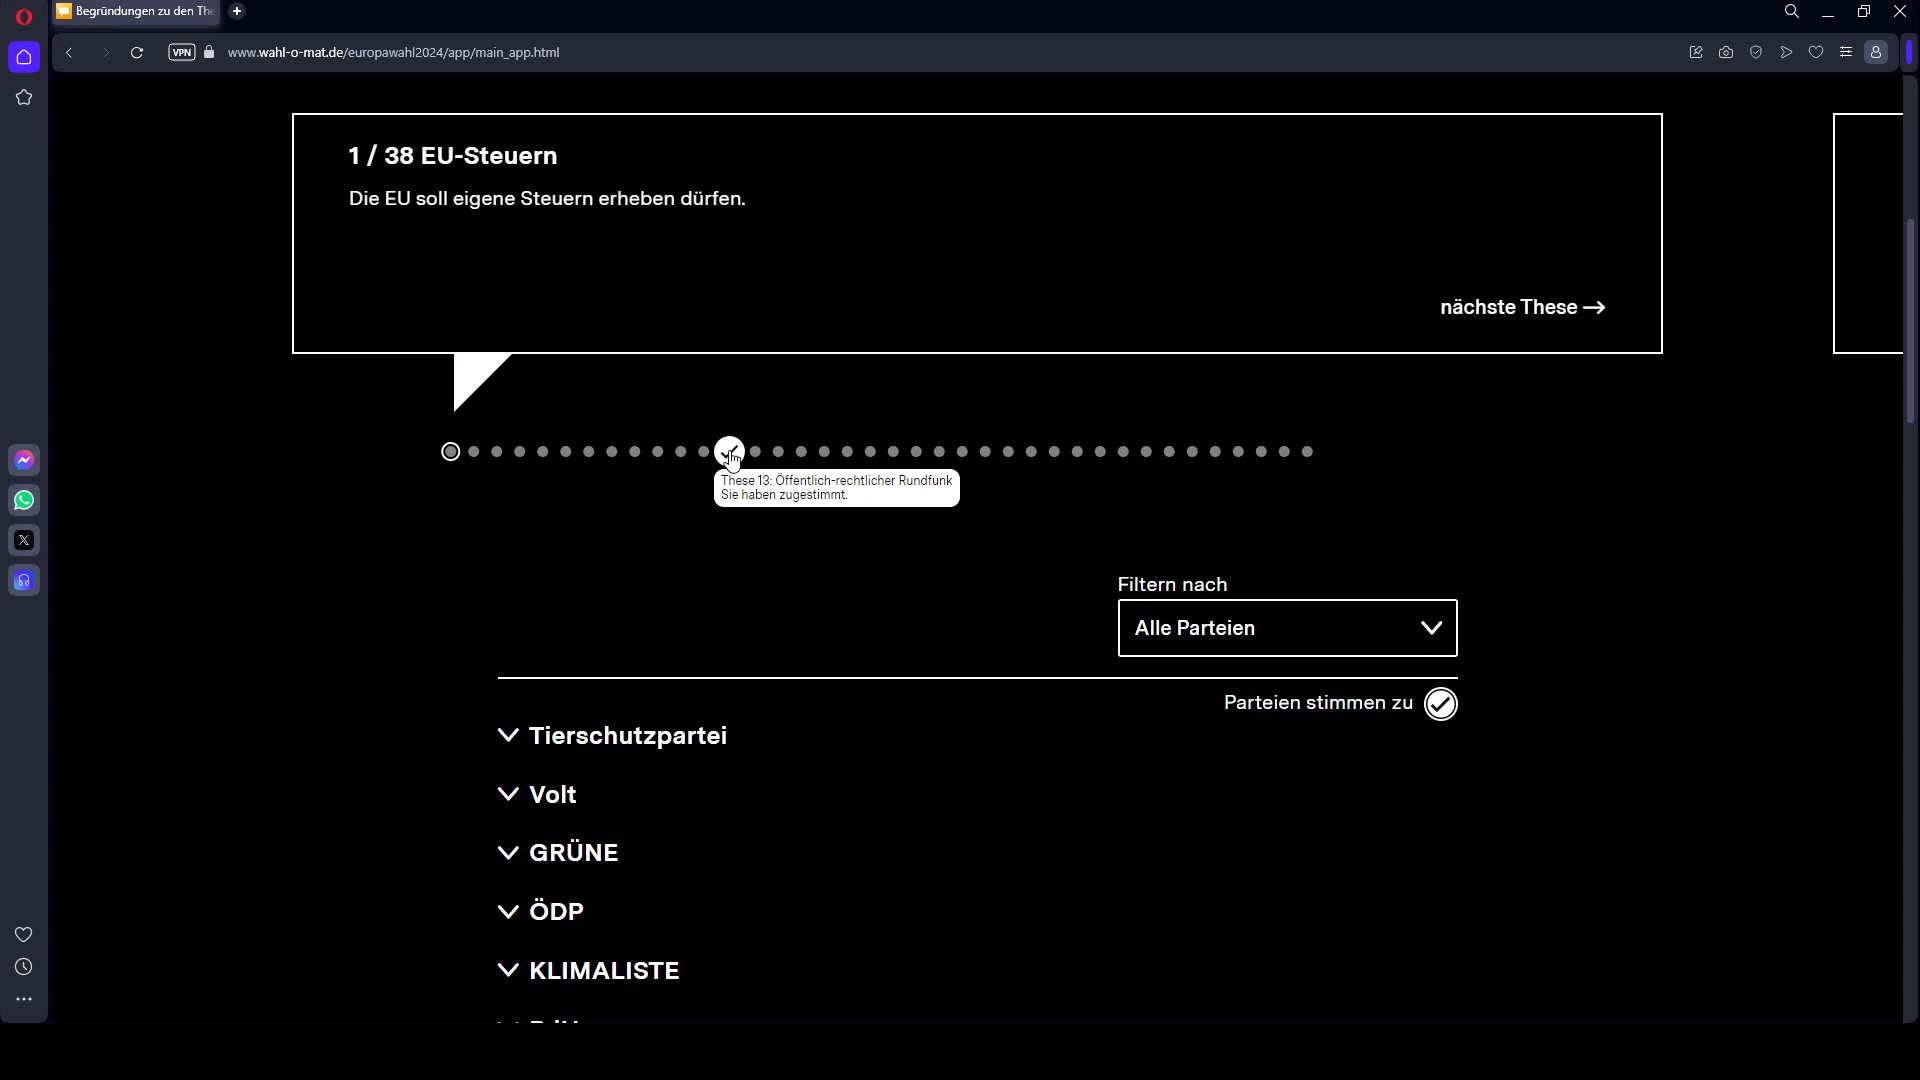 Begründungen zu den Th
VPN
www.wahl-o-mat.de/europawahl2024/app/main_app.html
1 / 38 EU-Steuern
Die EU soll eigene Steuern erheben dürfen.
nächste These →
These 13: Öffentlich-rechtlicher Rundfunk
Sie haben zugestimmt.
Filtern nach
Alle Parteien
Parteien stimmen zu
Tierschutzpartei
Volt
GRÜNE
ÖDP
KLIMALISTE